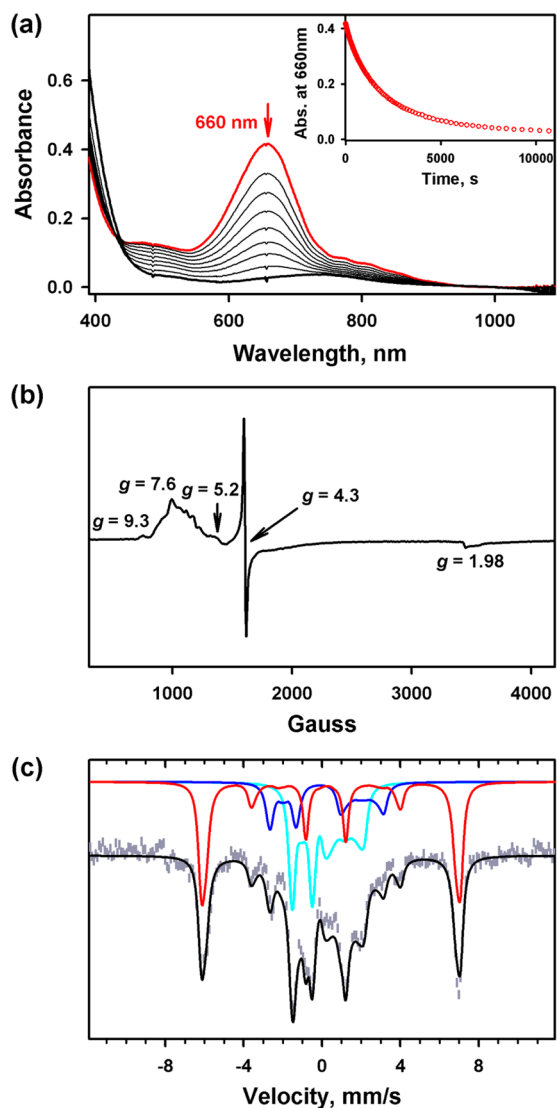 (a)
660 nm
Absorbance
0.6
0.4
0.2
0.0
400
600
800
1000
Wavelength, nm
Abs. at 660nm
0.4
0.2
0.0
0
5000
10000
Time, s
(b)
g = 9.3
g = 7.6
g = 5.2
g = 4.3
g = 1.98
1000
2000
3000
4000
Gauss
(c)
-8
-4
0
4
8
Velocity, mm/s